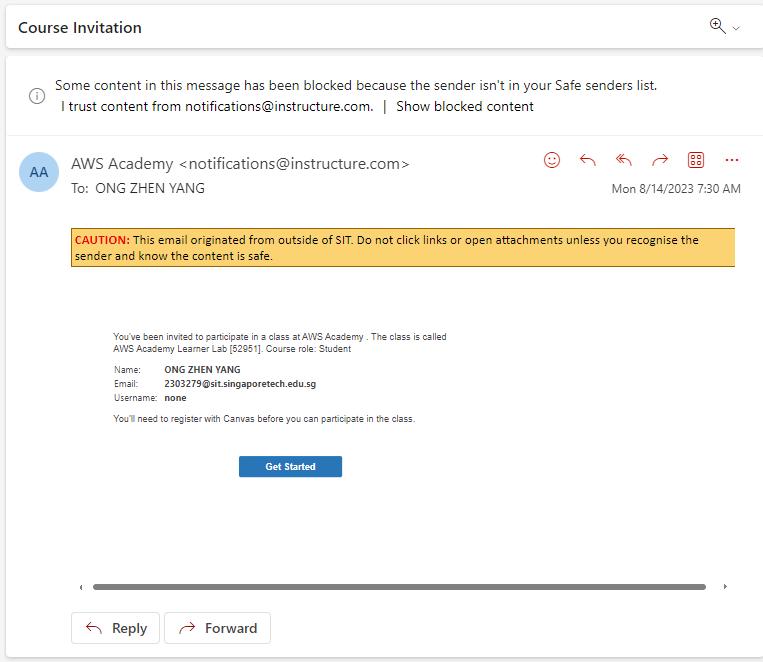 Course Invitation
Some content in this message has been blocked because the sender isn't in your Safe senders list.
I trust content from notifications@instructure.com. | Show blocked content
AA
AWS Academy <notifications@instructure.com>
To: ONG ZHEN YANG
Mon 8/14/2023 7:30 AM
CAUTION: This email originated from outside of SIT. Do not click links or open attachments unless you recognise the
sender and know the content is safe.
You've been invited to participate in a class at AWS Academy . The class is called
AWS Academy Learner Lab [52951]. Course role: Student
Name: ONG ZHEN YANG
Email: 2303279@sit.singaporetech.edu.sg
Username: none
You'll need to register with Canvas before you can participate in the class.
Get Started
Reply Forward